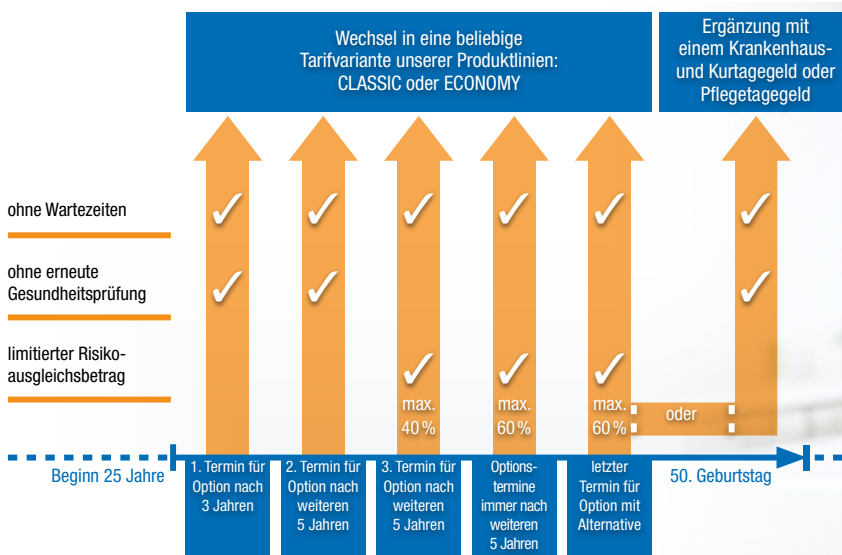 Wechsel in eine beliebige
Tarifvariante unserer Produktlinien:
CLASSIC oder ECONOMY
Ergänzung mit
einem Krankenhaus-
und Kurtagegeld oder
Pflegetagegeld
ohne Wartezeiten
ohne erneute
Gesundheitsprüfung
limitierter Risiko-
ausgleichsbetrag
max.
40 %
max.
60 %
max.
60 %
oder
Beginn 25 Jahre
1. Termin für
Option nach
3 Jahren
2. Termin für
Option nach
weiteren
5 Jahren
3. Termin für
Option nach
weiteren
5 Jahren
Options-
termine
immer nach
weiteren
5 Jahren
letzter
Termin für
Option mit
Alternative
50. Geburtstag